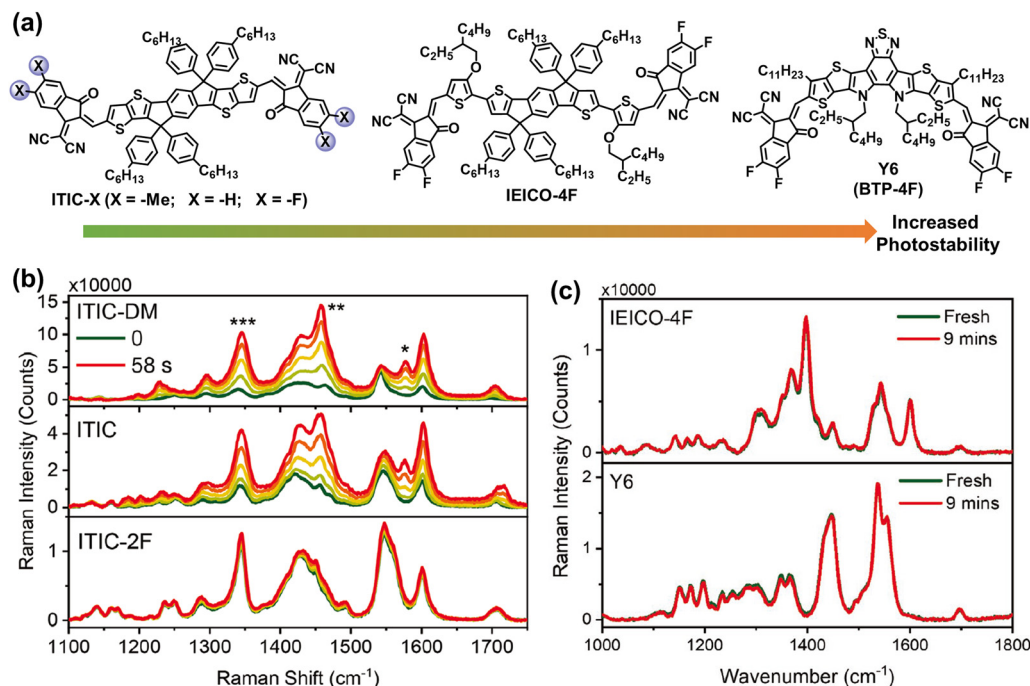 (a)
C6H13
C6H13
X
X
O
NC
CN
S
S
S
S
NC
CN
O
X
X
C6H13
C6H13
ITIC-X (X = -Me; X = -H; X = -F)
C4H9
C2H5
O
C6H13
C6H13
O
F
F
NC
CN
S
S
S
S
NC
CN
O
F
F
C6H13
C6H13
O
C4H9
C2H5
IEICO-4F
N
S
N
C11H23
C11H23
S
S
S
S
N
N
NC
CN
O
C2H5
C4H9
C2H5
C4H9
O
NC
CN
F
F
F
F
Y6
(BTP-4F)
Increased
Photostability
(b)
x10000
ITIC-DM
0
58 s
***
**
*
15
10
5
0
ITIC
4
2
0
ITIC-2F
1
0
Raman Intensity (Counts)
1100 1200 1300 1400 1500 1600 1700
Raman Shift (cm-1)
(c)
x10000
IEICO-4F
Fresh
9 mins
1
0
Y6
Fresh
9 mins
2
1
0
Raman Intensity (Counts)
1000 1200 1400 1600 1800
Wavenumber (cm-1)